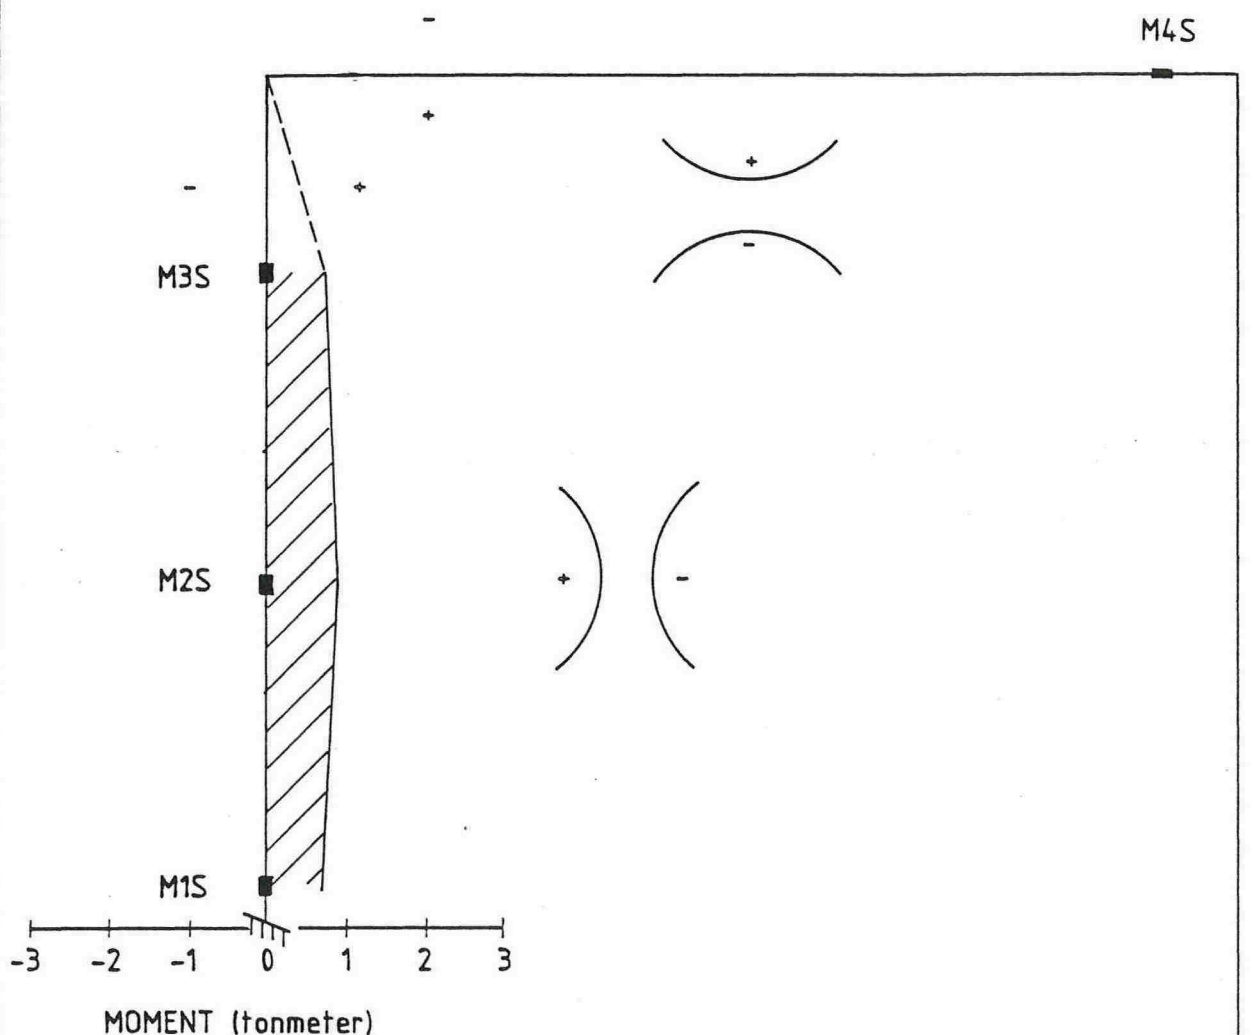 -
M4S
+
+
- +
-
M3S
M2S + -
M1S
-3 -2 -1 0 1 2 3
MOMENT (tonmeter)